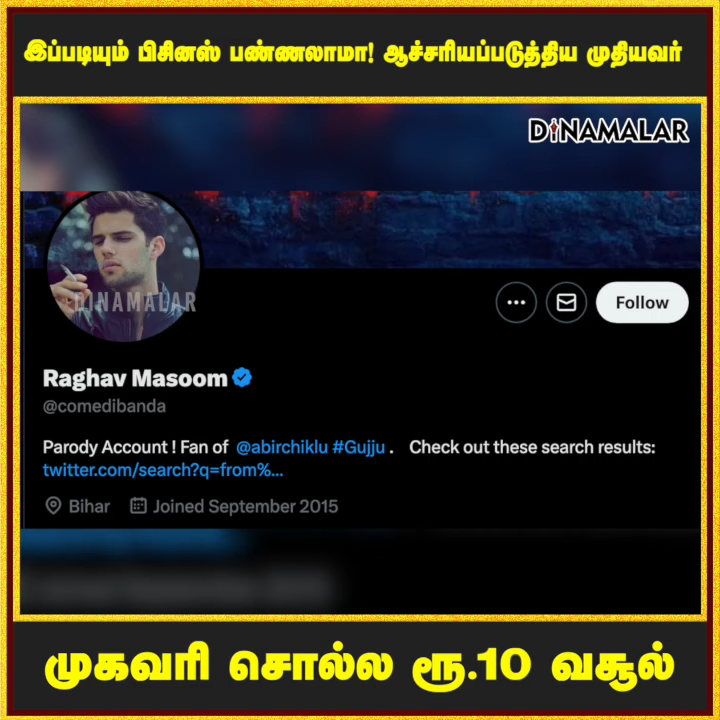 இப்படியும் பிசினஸ் பண்ணலாமா! ஆச்சரியப்படுத்திய முதியவர்
DINAMALAR
DINAMALAR
Follow
Raghav Masoom
@comedibanda
Parody Account ! Fan of @abirchiklu #Gujju . Check out these search results:
twitter.com/search?q=from%...
Bihar Joined September 2015
முகவரி சொல்ல ரூ.10 வசூல்